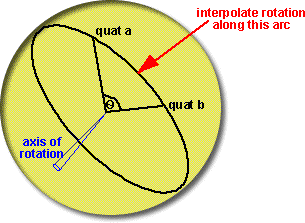 interpolate rotation
along this arc
quat a
Θ
quat b
axis of
rotation